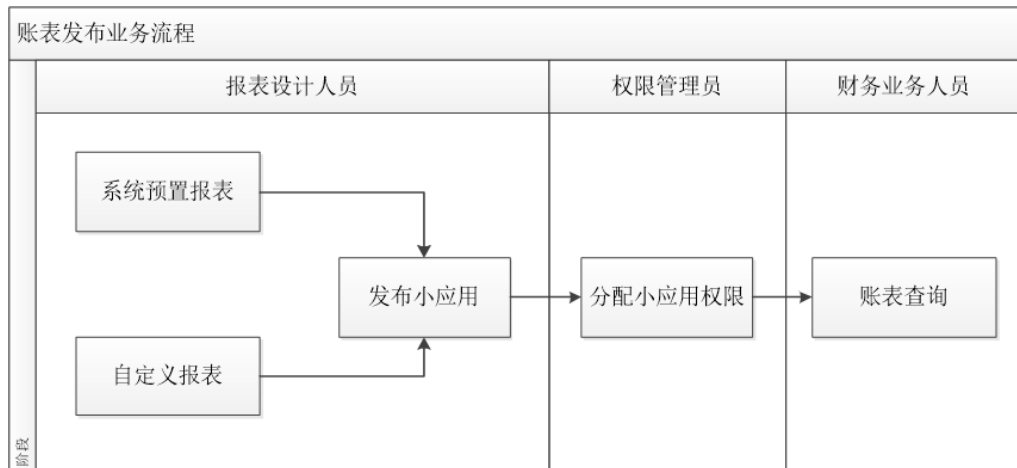 账表发布业务流程
报表设计人员
权限管理员
财务业务人员
系统预置报表
发布小应用
分配小应用权限
账表查询
自定义报表
阶段